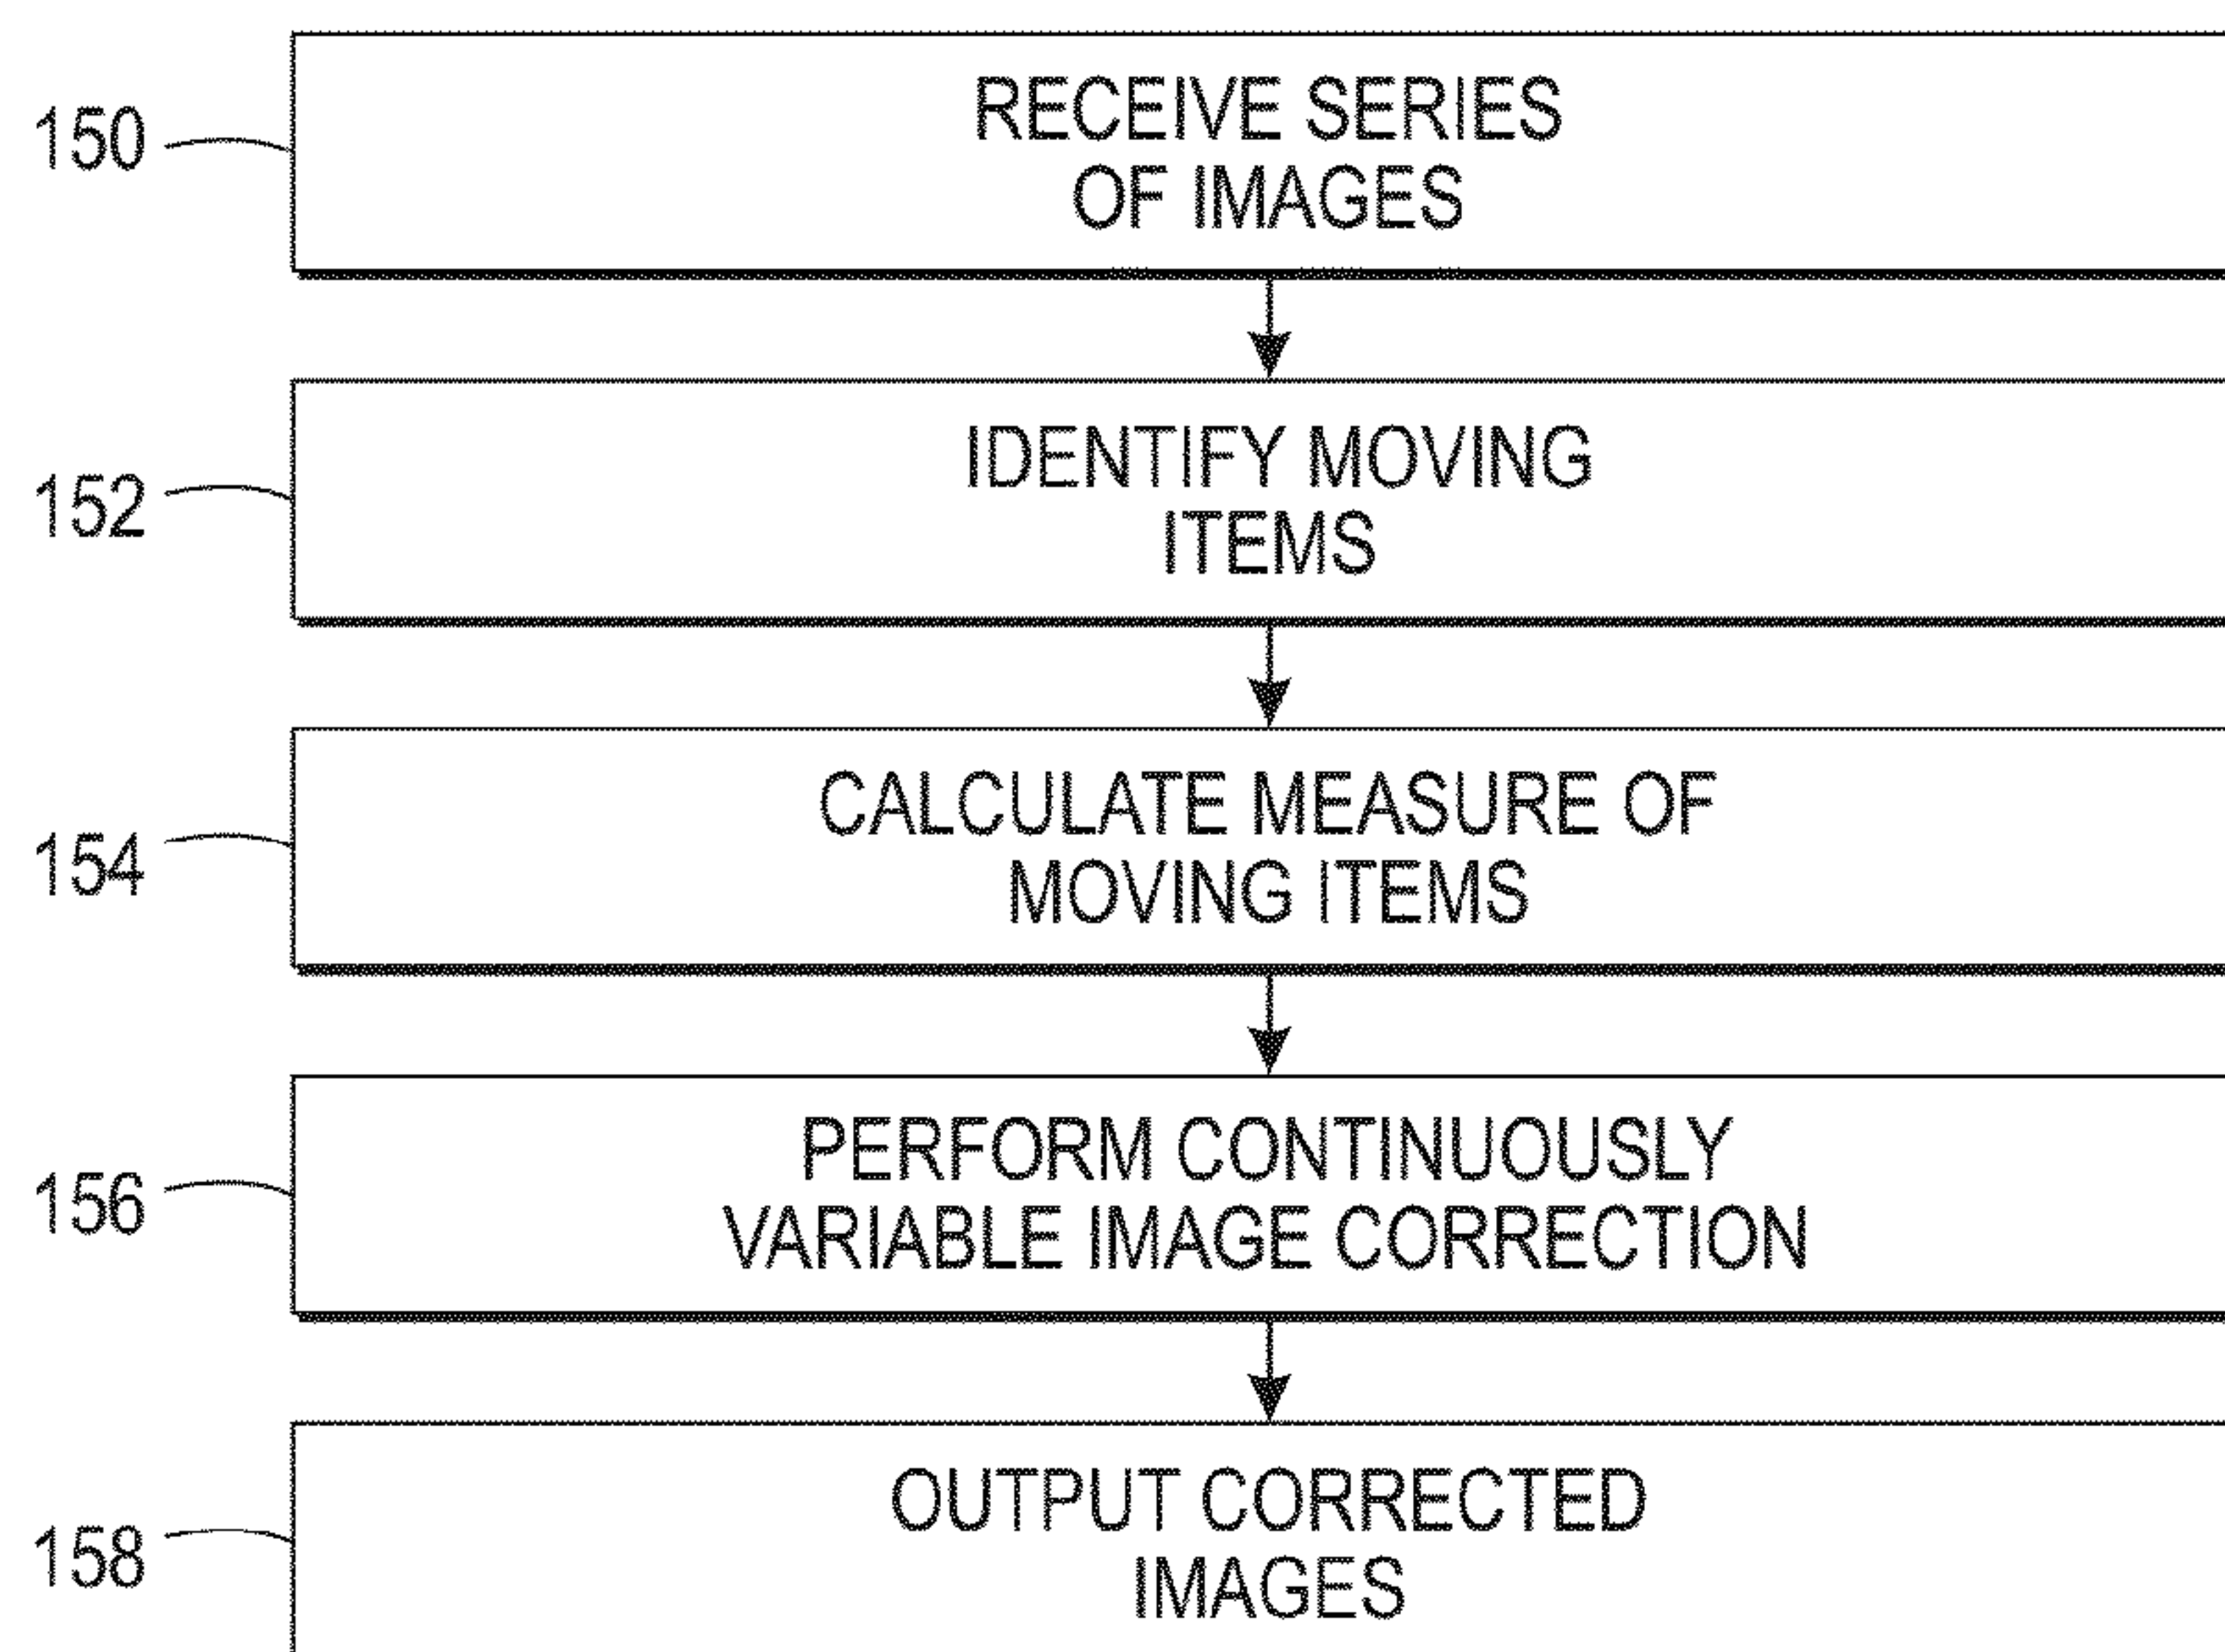 150
RECEIVE SERIES
OF IMAGES
152
IDENTIFY MOVING
ITEMS
154
CALCULATE MEASURE OF
MOVING ITEMS
156
PERFORM CONTINUOUSLY
VARIABLE IMAGE CORRECTION
158
OUTPUT CORRECTED
IMAGES